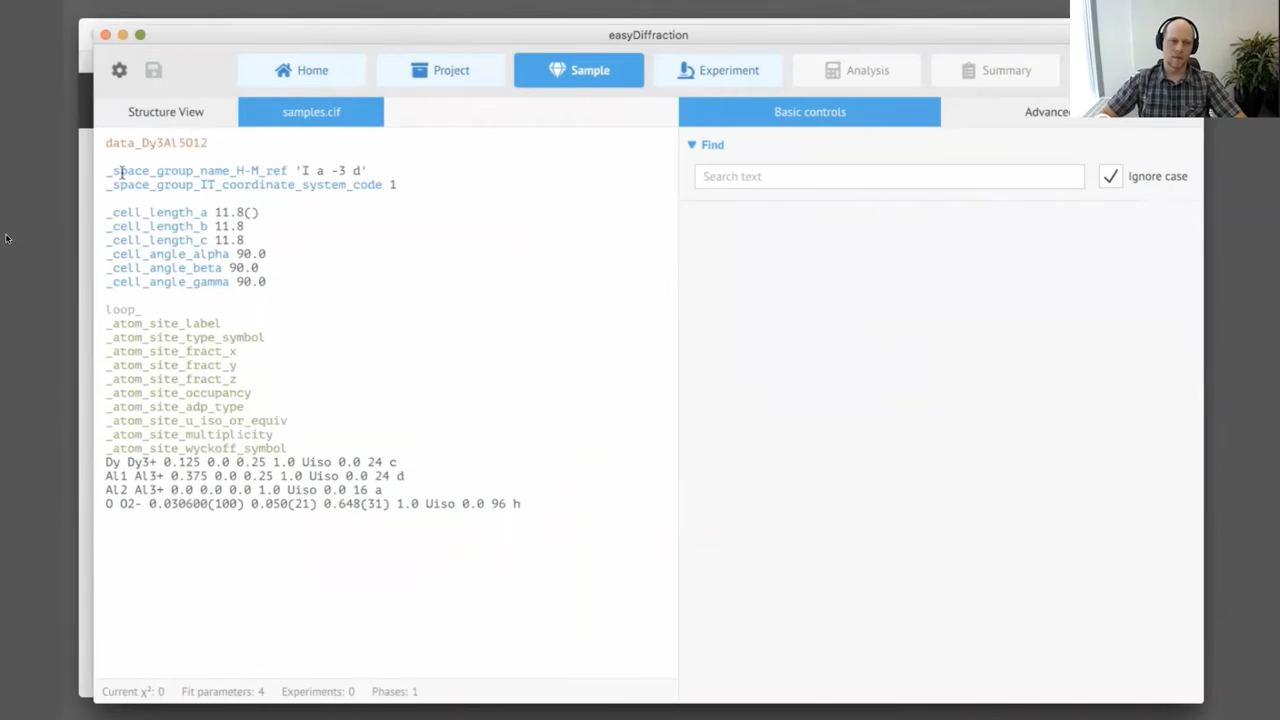 easyDiffraction
Home
Project
Sample
Experiment
Analysis
Summary
Structure View
samples.cif
Basic controls
Advanc
data_Dy3Al5O12
_space_group_name_H-M_ref 'I a -3 d'
_space_group_IT_coordinate_system_code 1
_cell_length_a 11.8()
_cell_length_b 11.8
_cell_length_c 11.8
_cell_angle_alpha 90.0
_cell_angle_beta 90.0
_cell_angle_gamma 90.0
loop_
_atom_site_label
_atom_site_type_symbol
_atom_site_fract_x
_atom_site_fract_y
_atom_site_fract_z
_atom_site_occupancy
_atom_site_adp_type
_atom_site_u_iso_or_equiv
_atom_site_multiplicity
_atom_site_wyckoff_symbol
Dy Dy3+ 0.125 0.0 0.25 1.0 Uiso 0.0 24 c
Al1 Al3+ 0.375 0.0 0.25 1.0 Uiso 0.0 24 d
Al2 Al3+ 0.0 0.0 0.0 1.0 Uiso 0.0 16 a
O O2- 0.030600(100) 0.050(21) 0.648(31) 1.0 Uiso 0.0 96 h
Find
Search text
Ignore case
Current χ²: 0
Fit parameters: 4
Experiments: 0
Phases: 1